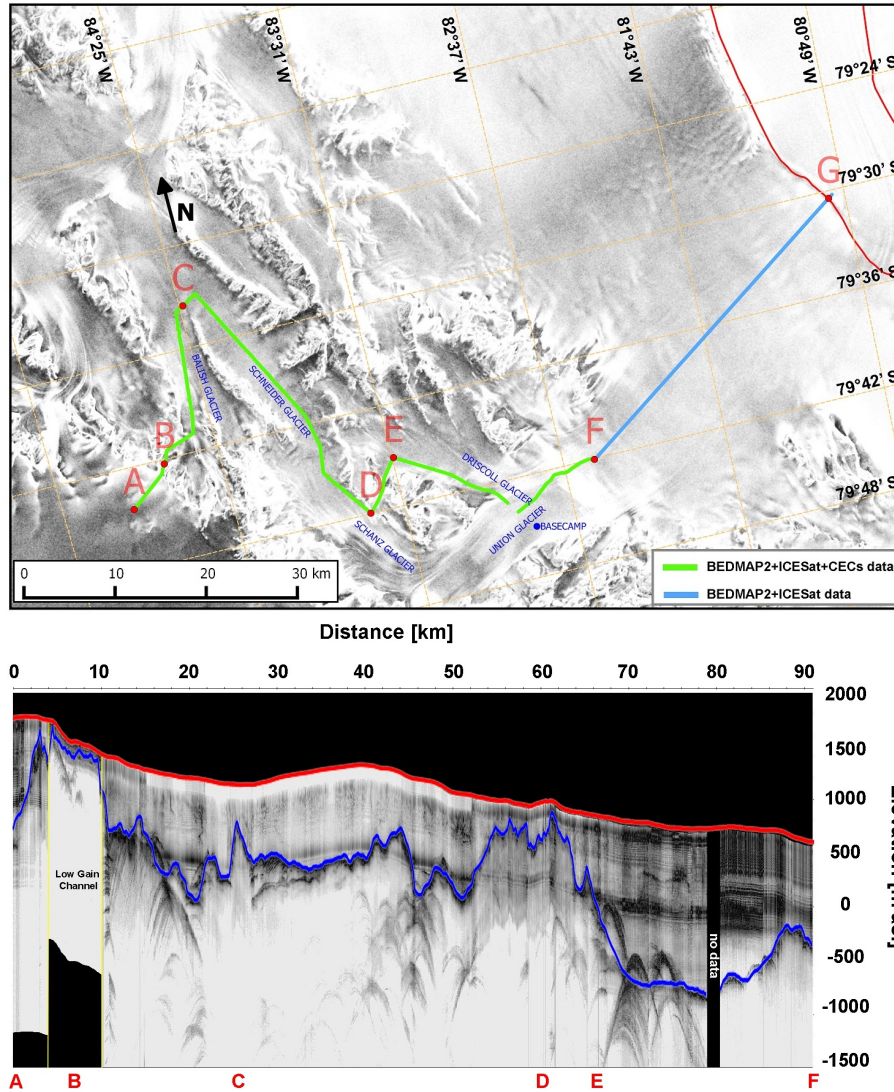 84°25' W
83°31' W
82°37' W
81°43' W
80°49' W
79°24' S
79°30' S
79°36' S
79°42' S
79°48' S
G
N
C
BALISH GLACIER
SCHNEIDER GLACIER
B
A
E
D
F
DRISCOLL GLACIER
SCHANZ GLACIER
UNION GLACIER
BASECAMP
0 10 20 30 km
BEDMAP2+ICESat+CECs data
BEDMAP2+ICESat data
Distance [km]
0 10 20 30 40 50 60 70 80 90
2000
1500
1000
500
0
-500
-1000
-1500
Low Gain
Channel
no data
A B C D E F